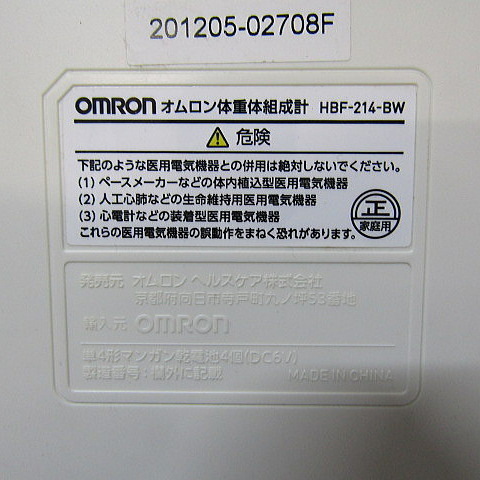 201205-02708F
OMRON オムロン体重体組成計 HBF-214-BW
危険
下記のような医用電気機器との併用は絶対しないでください。
(1) ペースメーカーなどの体内植込型医用電気機器
(2) 人工心肺などの生命維持用医用電気機器
(3) 心電計などの装着型医用電気機器
これらの医用電気機器の誤動作をまねく恐れがあります。
正
家庭用
発売元 オムロン ヘルスケア株式会社
京都府向日市寺戸町九ノ坪53番地
輸入元 OMRON
単4形マンガン乾電池4個(DC6V)
製造番号:欄外に記載
MADE IN CHINA